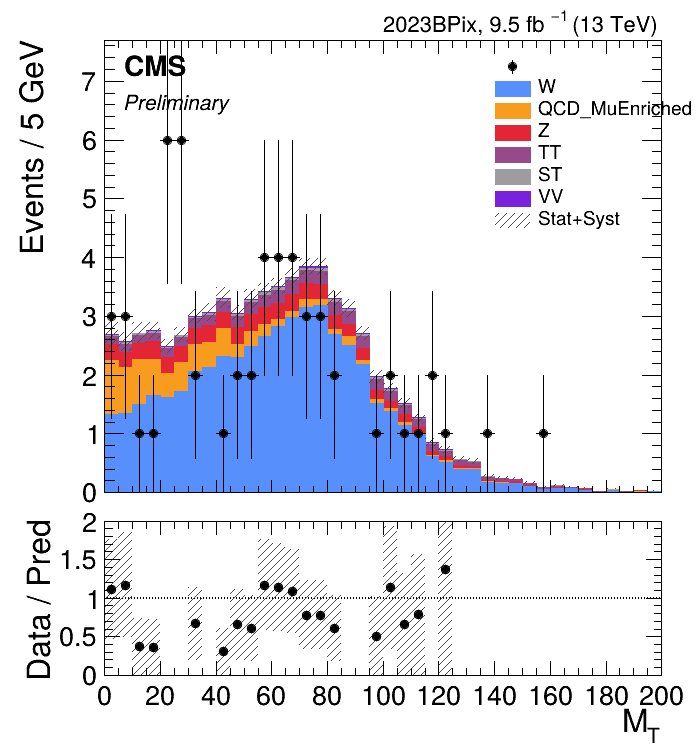 2023BPix, 9.5 fb⁻¹ (13 TeV)
CMS
Preliminary
Events / 5 GeV
7
6
5
4
3
2
1
0
W
QCD_MuEnriched
Z
TT
ST
VV
Stat+Syst
Data / Pred
2
1.5
1
0.5
0
0 20 40 60 80 100 120 140 160 180 200
M_T